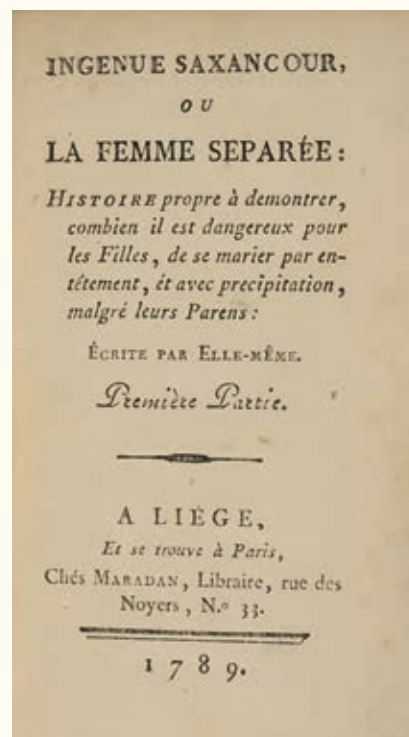 INGENUE SAXANCOUR,
OU
LA FEMME SEPARÉE:
HISTOIRE propre à demontrer,
combien il est dangereux pour
les Filles, de se marier par en-
tétement, ét avec precipitation,
malgré leurs Parens:
ÉCRITE PAR ELLE-MÊME.
Première Partie.
A LIÉGE,
Et se trouve à Paris,
Chés MARADAN, Libraire, rue des
Noyers, N.º 33.
1789.